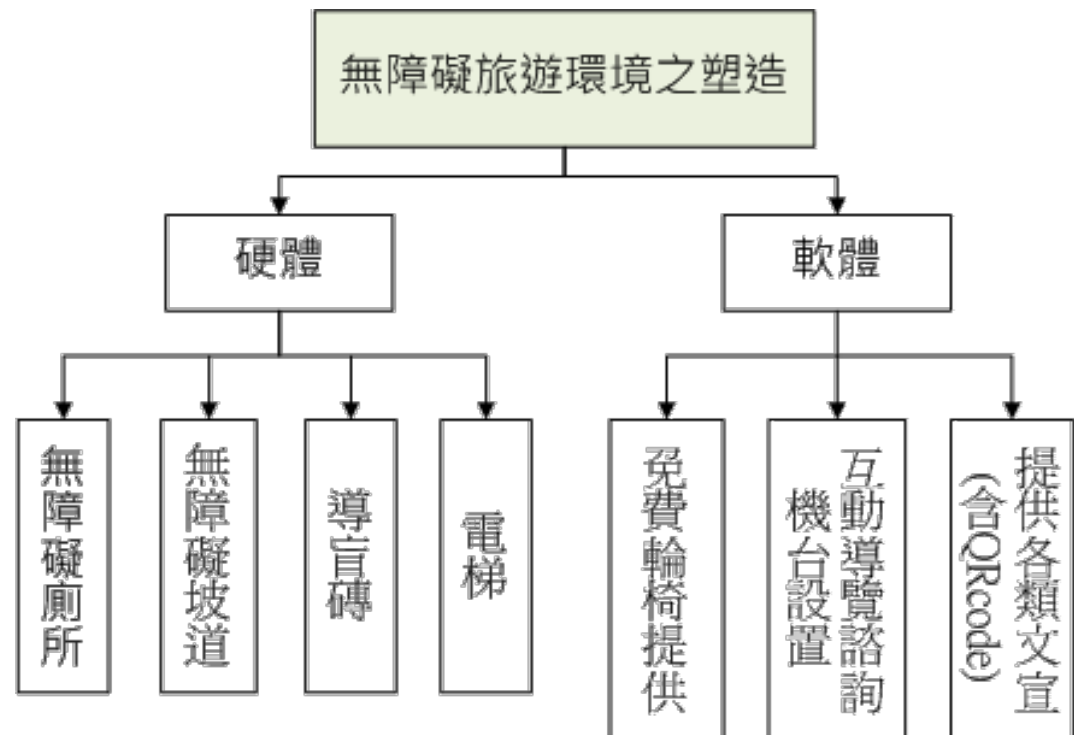 無障礙旅遊環境之塑造
硬體
軟體
無障礙廁所
無障礙坡道
導盲磚
電梯
免費輪椅提供
互動導覽諮詢
機台設置
提供各類文宣
(含QRcode)